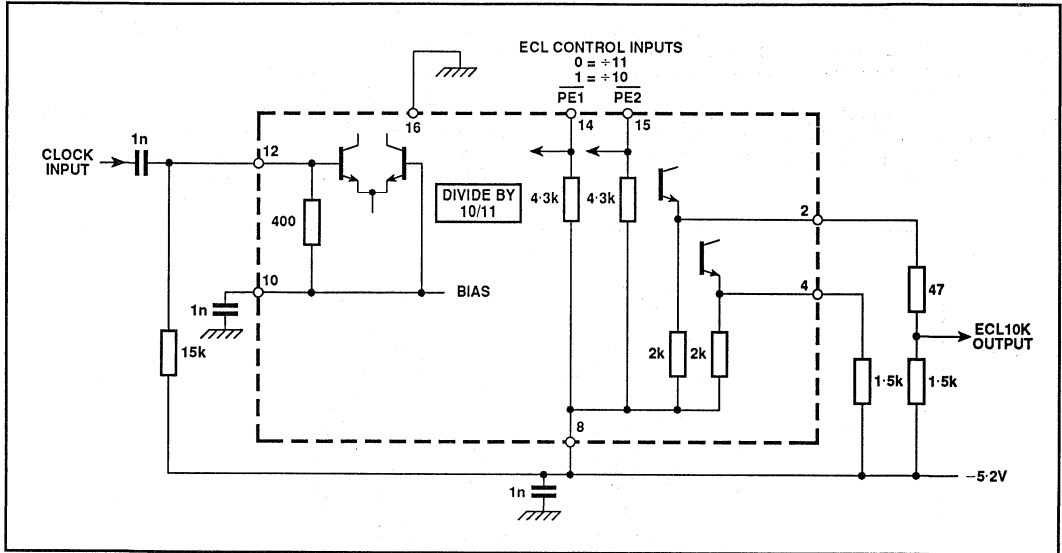 ECL CONTROL INPUTS
0 = ÷11
1 = ÷10
PE1 PE2
16 14 15
1n
CLOCK
INPUT
12
DIVIDE BY
10/11
4·3k 4·3k
400
2
10
BIAS
4
47
1n
ECL10K
OUTPUT
15k
2k 2k
1·5k 1·5k
8
1n
−5·2V